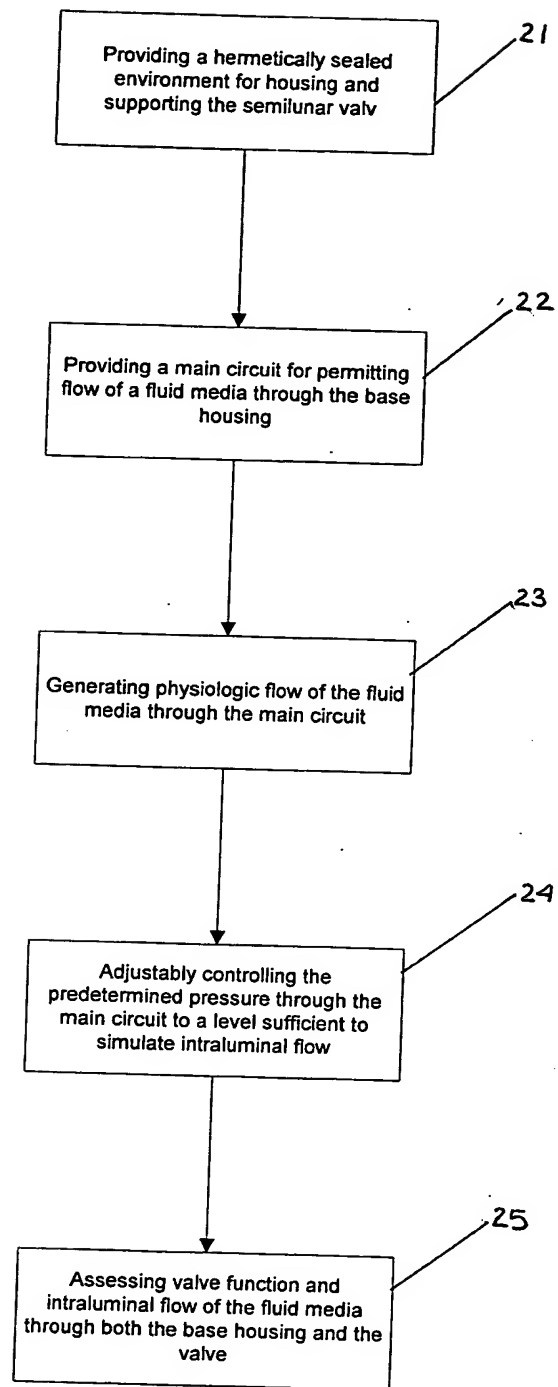 21
Providing a hermetically sealed
environment for housing and
supporting the semilunar valv
22
Providing a main circuit for permitting
flow of a fluid media through the base
housing
23
Generating physiologic flow of the fluid
media through the main circuit
24
Adjustably controlling the
predetermined pressure through the
main circuit to a level sufficient to
simulate intraluminal flow
25
Assessing valve function and
intraluminal flow of the fluid media
through both the base housing and the
valve